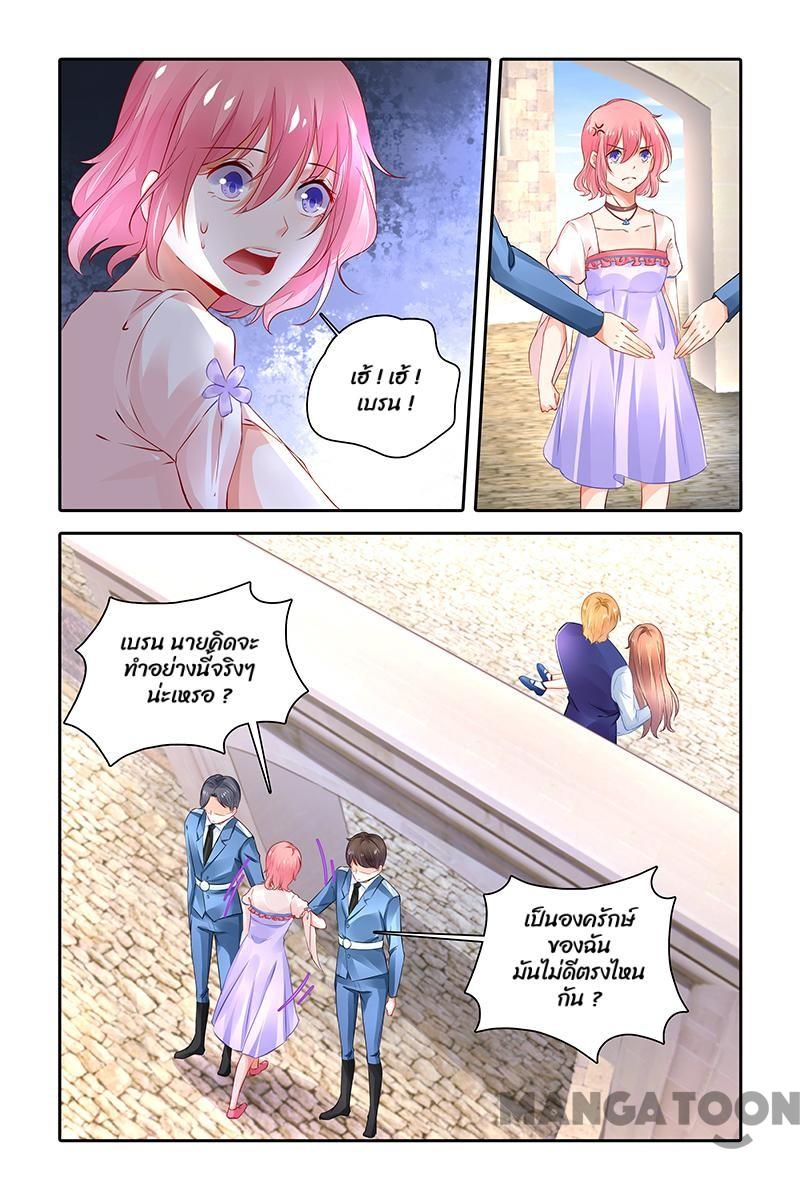 เฮ้ ! เฮ้ !
เบรน !
เบรน นายคิดจะ
ทำอย่างนี้จริงๆ
น่ะเหรอ ?
เป็นองครักษ์
ของฉัน
มันไม่ดีตรงไหน
กัน ?
MANGATOON